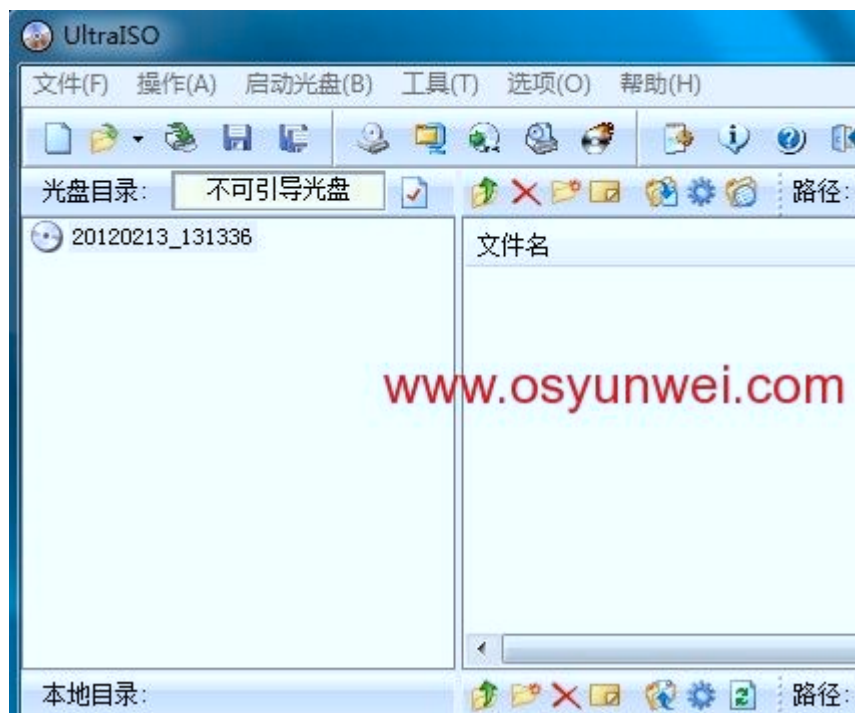 UltraISO
文件(F) 操作(A) 启动光盘(B) 工具(T) 选项(O) 帮助(H)
光盘目录: 不可引导光盘 路径:
20120213_131336
文件名
www.osyunwei.com
本地目录: 路径: